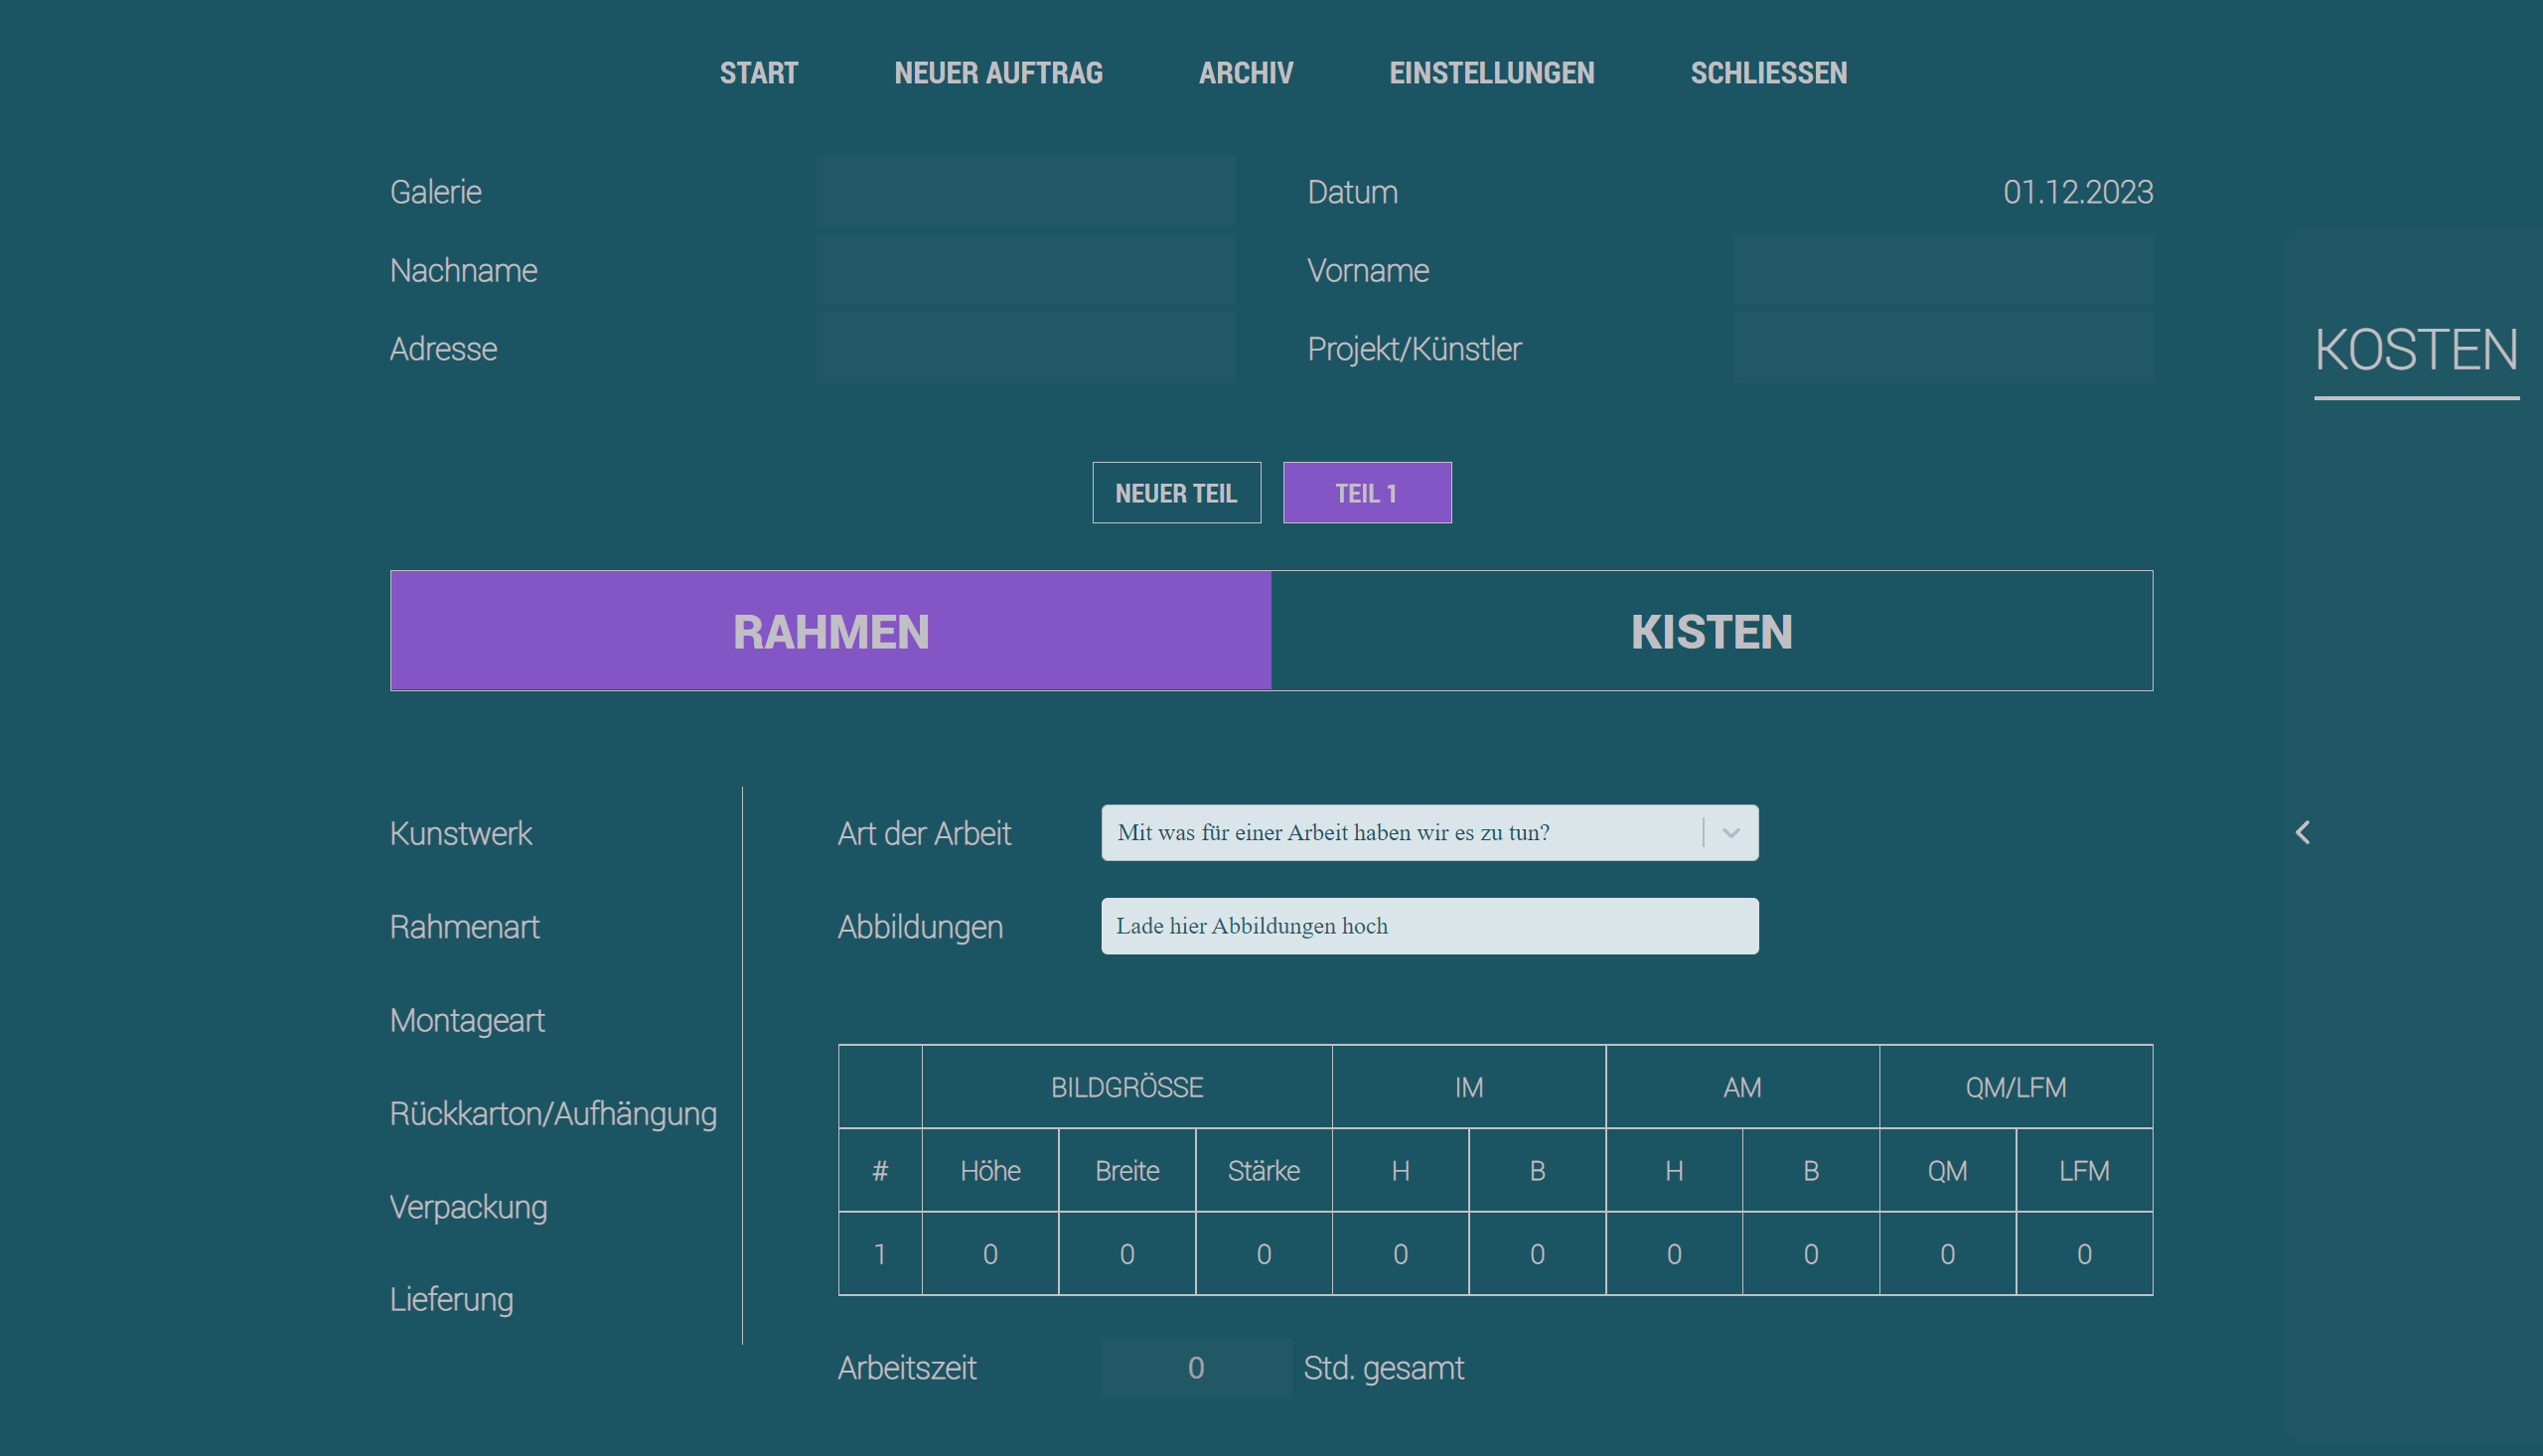 START NEUER AUFTRAG ARCHIV EINSTELLUNGEN SCHLIESSEN
Galerie Datum 01.12.2023
Nachname Vorname
Adresse Projekt/Künstler
KOSTEN
NEUER TEIL TEIL 1
RAHMEN KISTEN
Kunstwerk
Rahmenart
Montageart
Rückkarton/Aufhängung
Verpackung
Lieferung
Art der Arbeit Mit was für einer Arbeit haben wir es zu tun?
Abbildungen Lade hier Abbildungen hoch
BILDGRÖSSE IM AM QM/LFM
# Höhe Breite Stärke H B H B QM LFM
1 0 0 0 0 0 0 0 0 0
Arbeitszeit 0 Std. gesamt